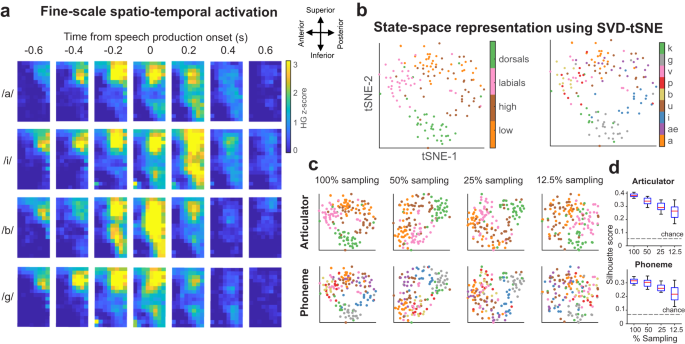 a
Fine-scale spatio-temporal activation
Superior
Anterior
Posterior
Inferior
Time from speech production onset (s)
-0.6 -0.4 -0.2 0 0.2 0.4 0.6
/a/
/i/
/b/
/g/
3
2
1
0
HG z-score
b
State-space representation using SVD-tSNE
tSNE-2
tSNE-1
dorsals
labials
high
low
k
g
v
p
b
u
i
ae
a
c
100% sampling 50% sampling 25% sampling 12.5% sampling
Articulator
Phoneme
d
Articulator
0.4
0.3
0.2
0.1
0
chance
Phoneme
0.3
0.2
0.1
0
chance
Silhouette score
100 50 25 12.5
% Sampling